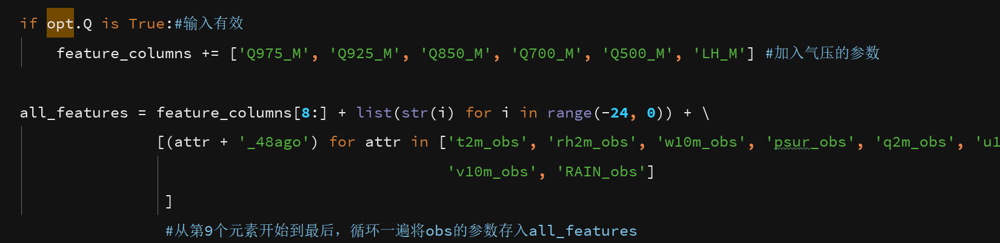 if opt.Q is True:#输入有效
feature_columns += ['Q975_M', 'Q925_M', 'Q850_M', 'Q700_M', 'Q500_M', 'LH_M'] #加入气压的参数
all_features = feature_columns[8:] + list(str(i) for i in range(-24, 0)) + \
[(attr + '_48ago') for attr in ['t2m_obs', 'rh2m_obs', 'w10m_obs', 'psur_obs', 'q2m_obs', 'u1
'v10m_obs', 'RAIN_obs']
]
#从第9个元素开始到最后，循环一遍将obs的参数存入all_features